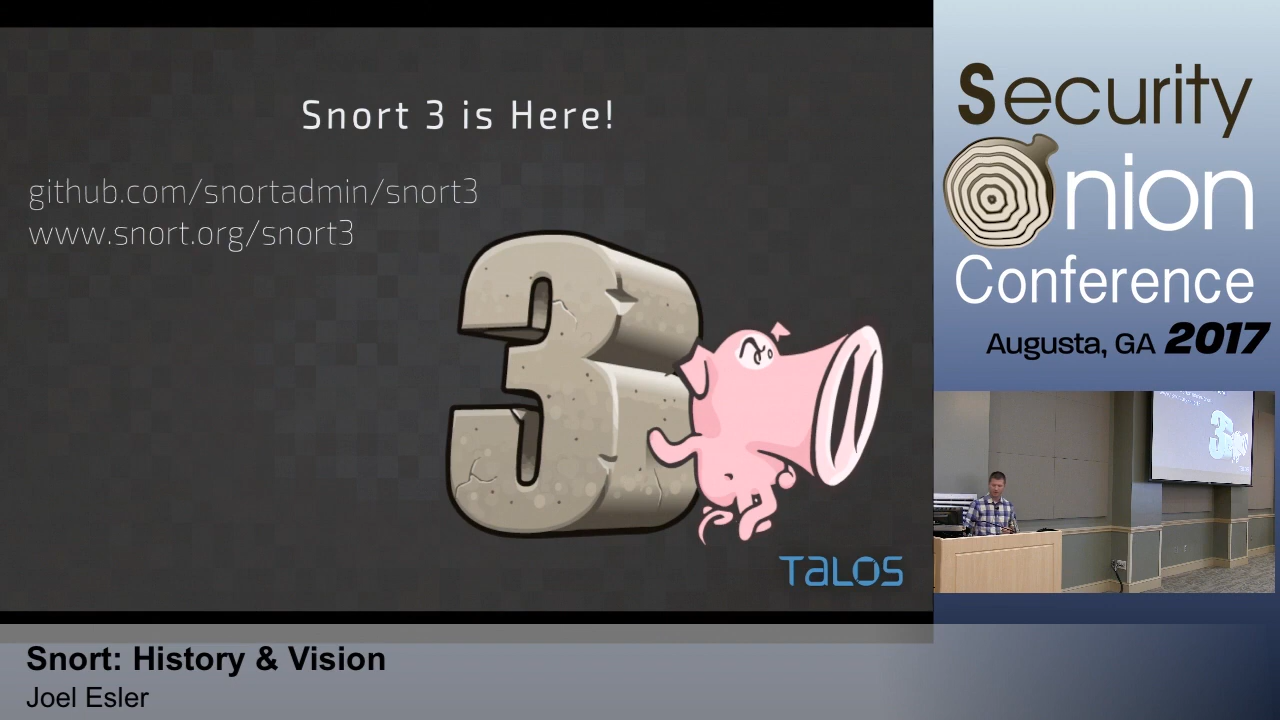 Snort 3 is Here!
github.com/snortadmin/snort3
www.snort.org/snort3
TALOS
Security
Onion
Conference
Augusta, GA 2017
Snort: History & Vision
Joel Esler